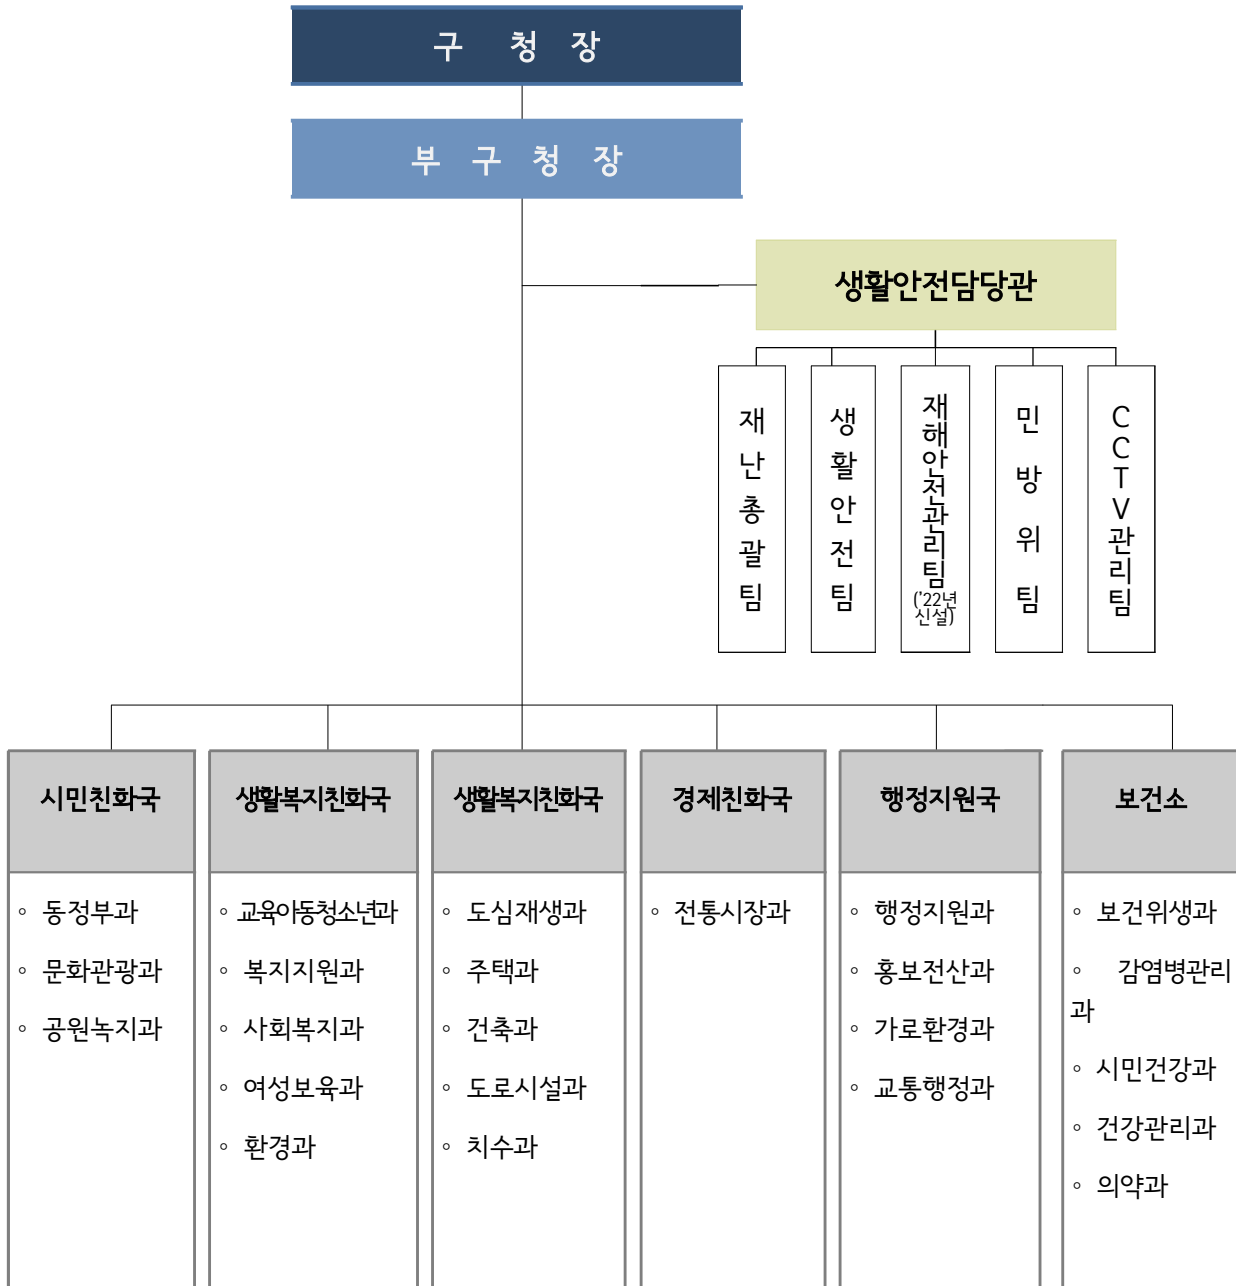 구 청 장
부 구 청 장
생활안전담당관
재난총괄팀
생활안전팀
재해안전관리팀
('22년
신설)
민방위팀
CCTV관리팀
시민친화국
◦ 동정부과
◦ 문화관광과
◦ 공원녹지과
생활복지친화국
◦ 교육아동청소년과
◦ 복지지원과
◦ 사회복지과
◦ 여성보육과
◦ 환경과
생활복지친화국
◦ 도심재생과
◦ 주택과
◦ 건축과
◦ 도로시설과
◦ 치수과
경제친화국
◦ 전통시장과
행정지원국
◦ 행정지원과
◦ 홍보전산과
◦ 가로환경과
◦ 교통행정과
보건소
◦ 보건위생과
◦ 감염병관리
과
◦ 시민건강과
◦ 건강관리과
◦ 의약과